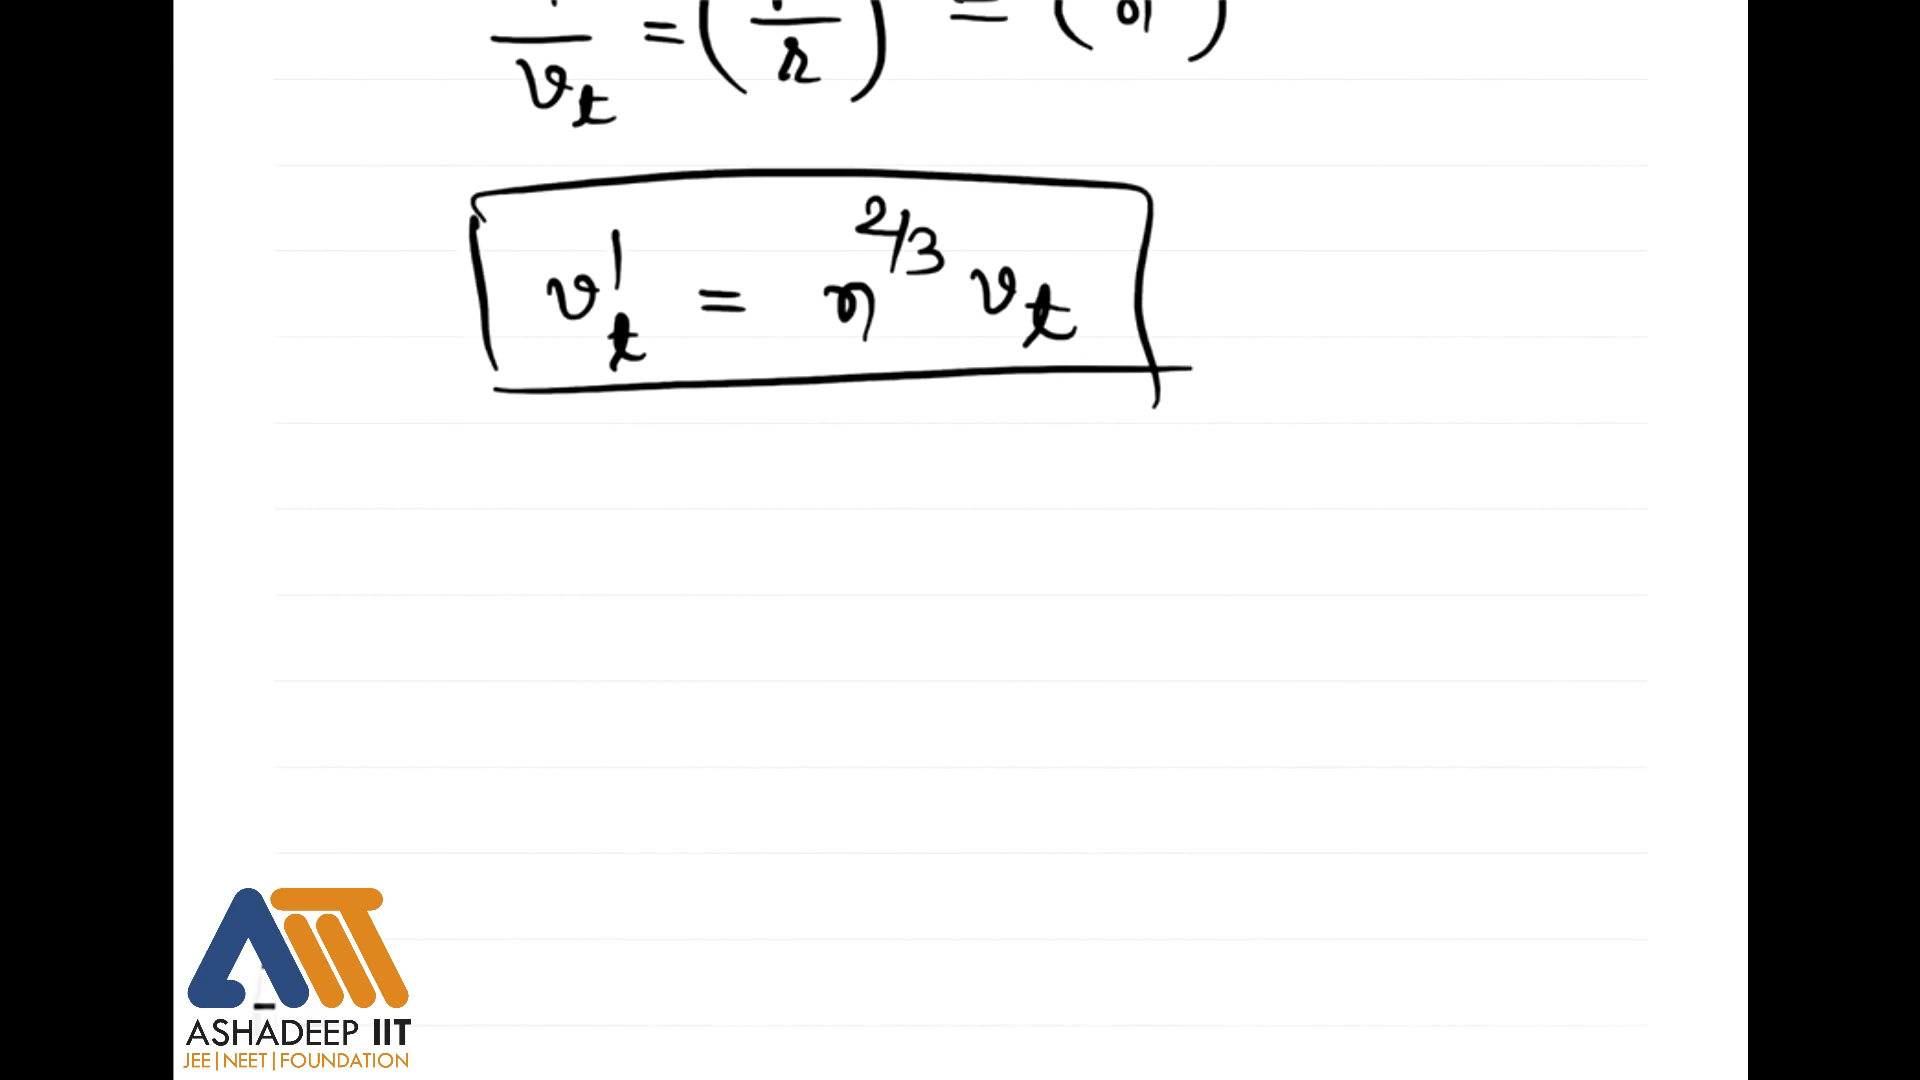 v_t = ( r ) = ( n )
v'_t = n^{2/3} v_t
ASHADEEP IIT
JEE|NEET|FOUNDATION